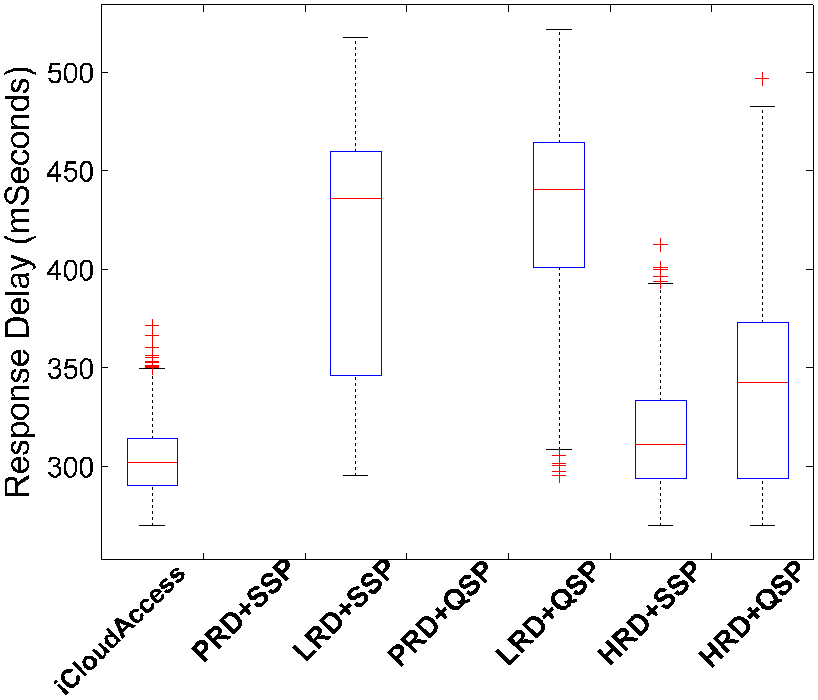 Response Delay (mSeconds)
500
450
400
350
300
iCloudAccess
PRD+SSP
LRD+SSP
PRD+QSP
LRD+QSP
HRD+SSP
HRD+QSP